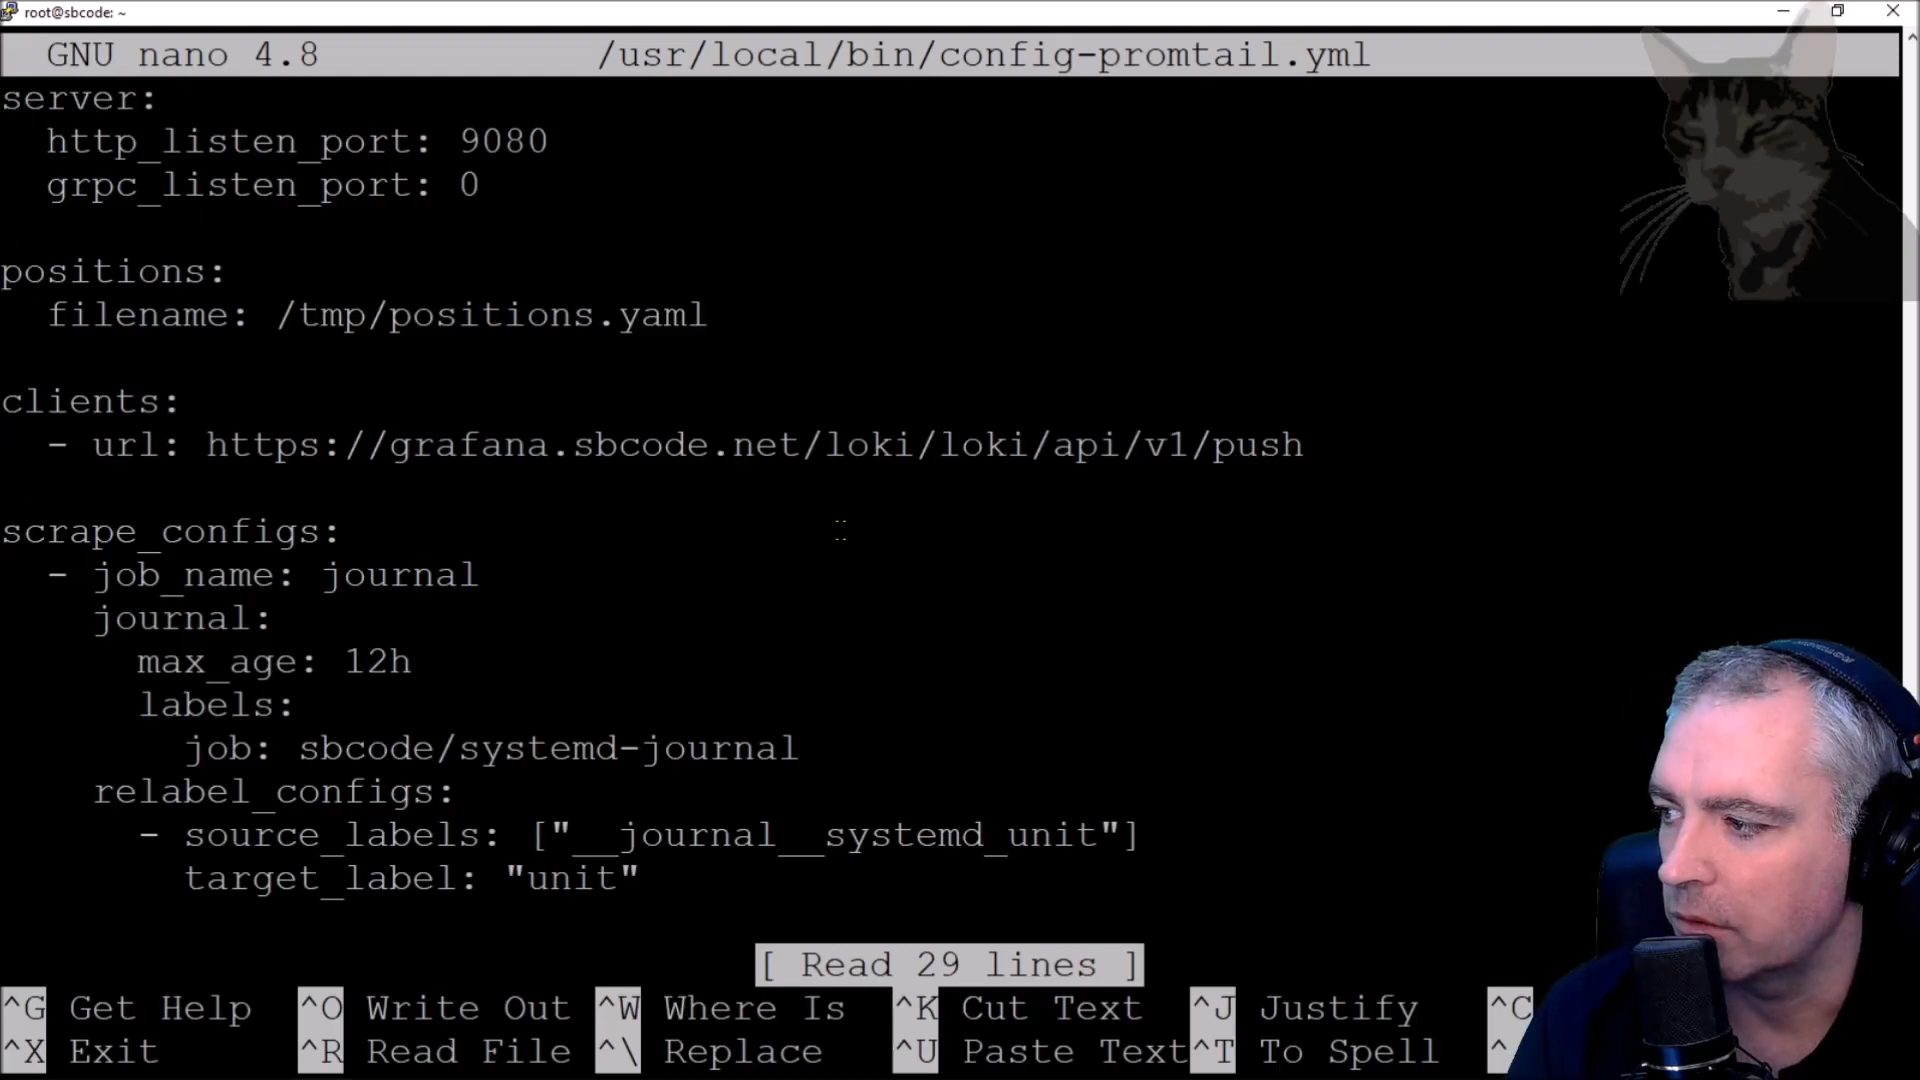 root@sbcode: ~
GNU nano 4.8 /usr/local/bin/config-promtail.yml
server:
  http_listen_port: 9080
  grpc_listen_port: 0
positions:
  filename: /tmp/positions.yaml
clients:
  - url: https://grafana.sbcode.net/loki/loki/api/v1/push
scrape_configs:
  - job_name: journal
    journal:
      max_age: 12h
      labels:
        job: sbcode/systemd-journal
    relabel_configs:
      - source_labels: ["__journal__systemd_unit"]
        target_label: "unit"
[ Read 29 lines ]
^G Get Help ^O Write Out ^W Where Is ^K Cut Text ^J Justify ^C
^X Exit ^R Read File ^\ Replace ^U Paste Text ^T To Spell ^